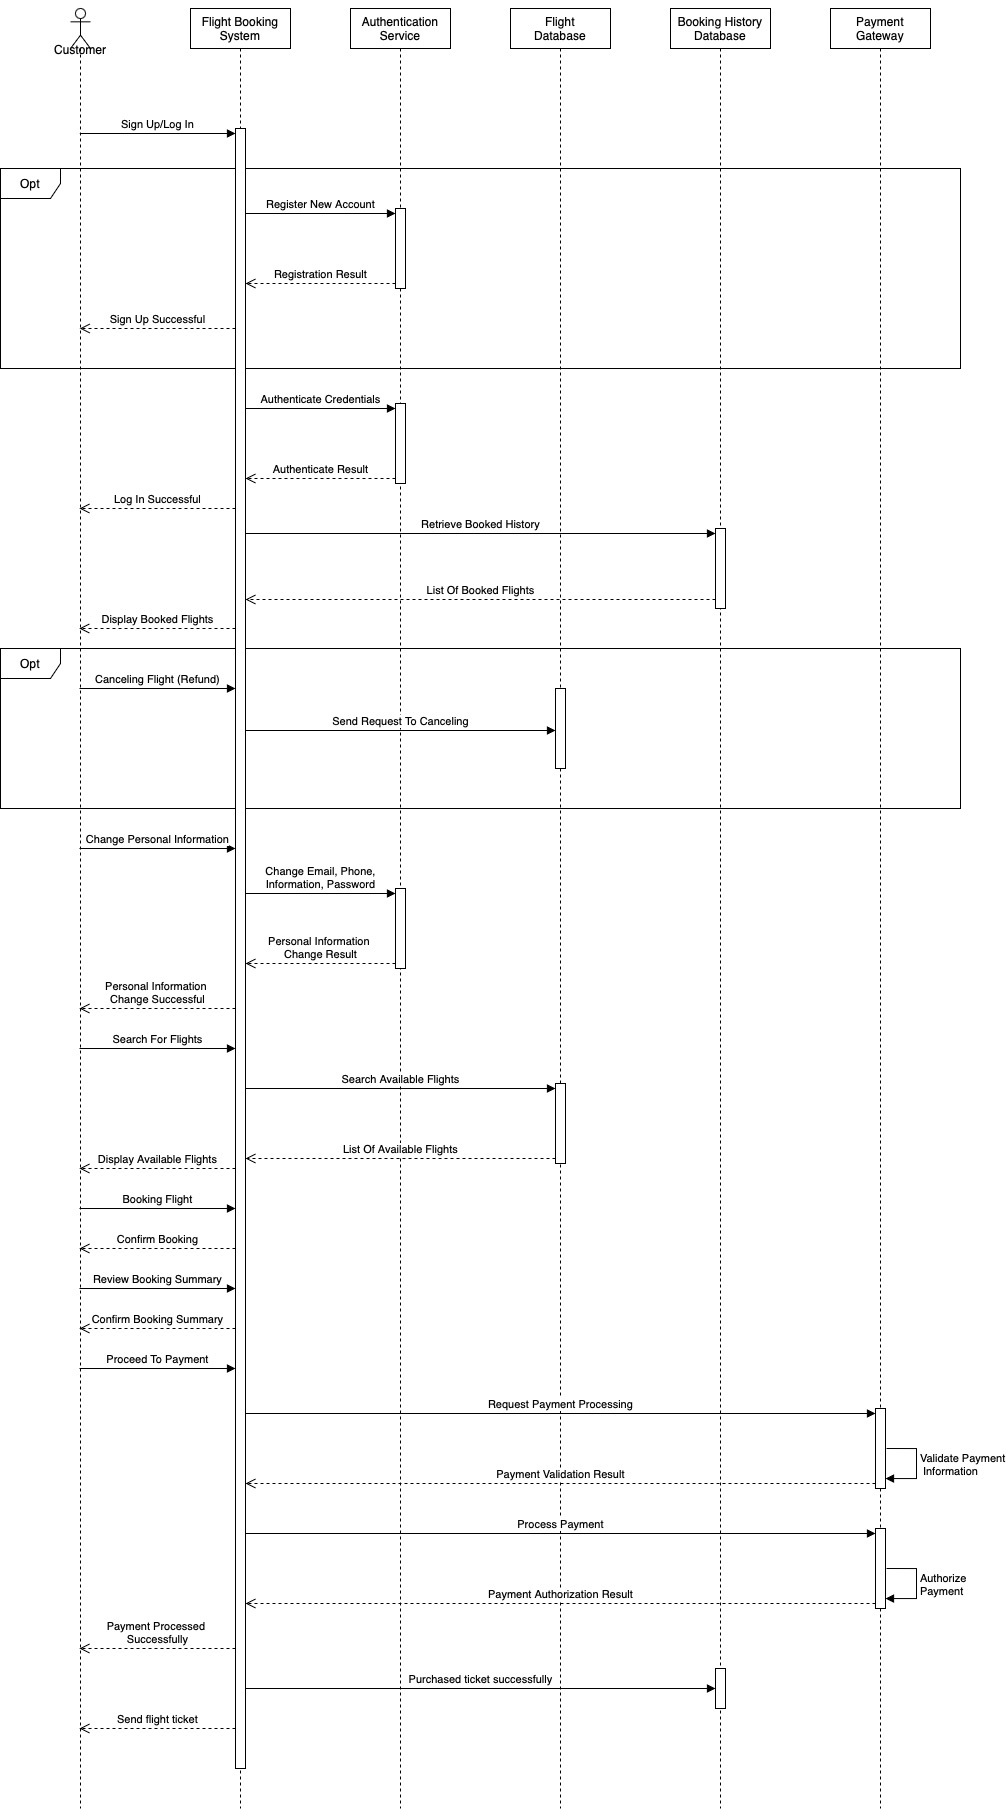 Customer
Flight Booking
System
Authentication
Service
Flight
Database
Booking History
Database
Payment
Gateway
Sign Up/Log In
Opt
Register New Account
Registration Result
Sign Up Successful
Authenticate Credentials
Authenticate Result
Log In Successful
Retrieve Booked History
List Of Booked Flights
Display Booked Flights
Opt
Canceling Flight (Refund)
Send Request To Canceling
Change Personal Information
Change Email, Phone,
Information, Password
Personal Information
Change Result
Personal Information
Change Successful
Search For Flights
Search Available Flights
List Of Available Flights
Display Available Flights
Booking Flight
Confirm Booking
Review Booking Summary
Confirm Booking Summary
Proceed To Payment
Request Payment Processing
Validate Payment
Information
Payment Validation Result
Process Payment
Authorize
Payment
Payment Authorization Result
Payment Processed
Successfully
Purchased ticket successfully
Send flight ticket